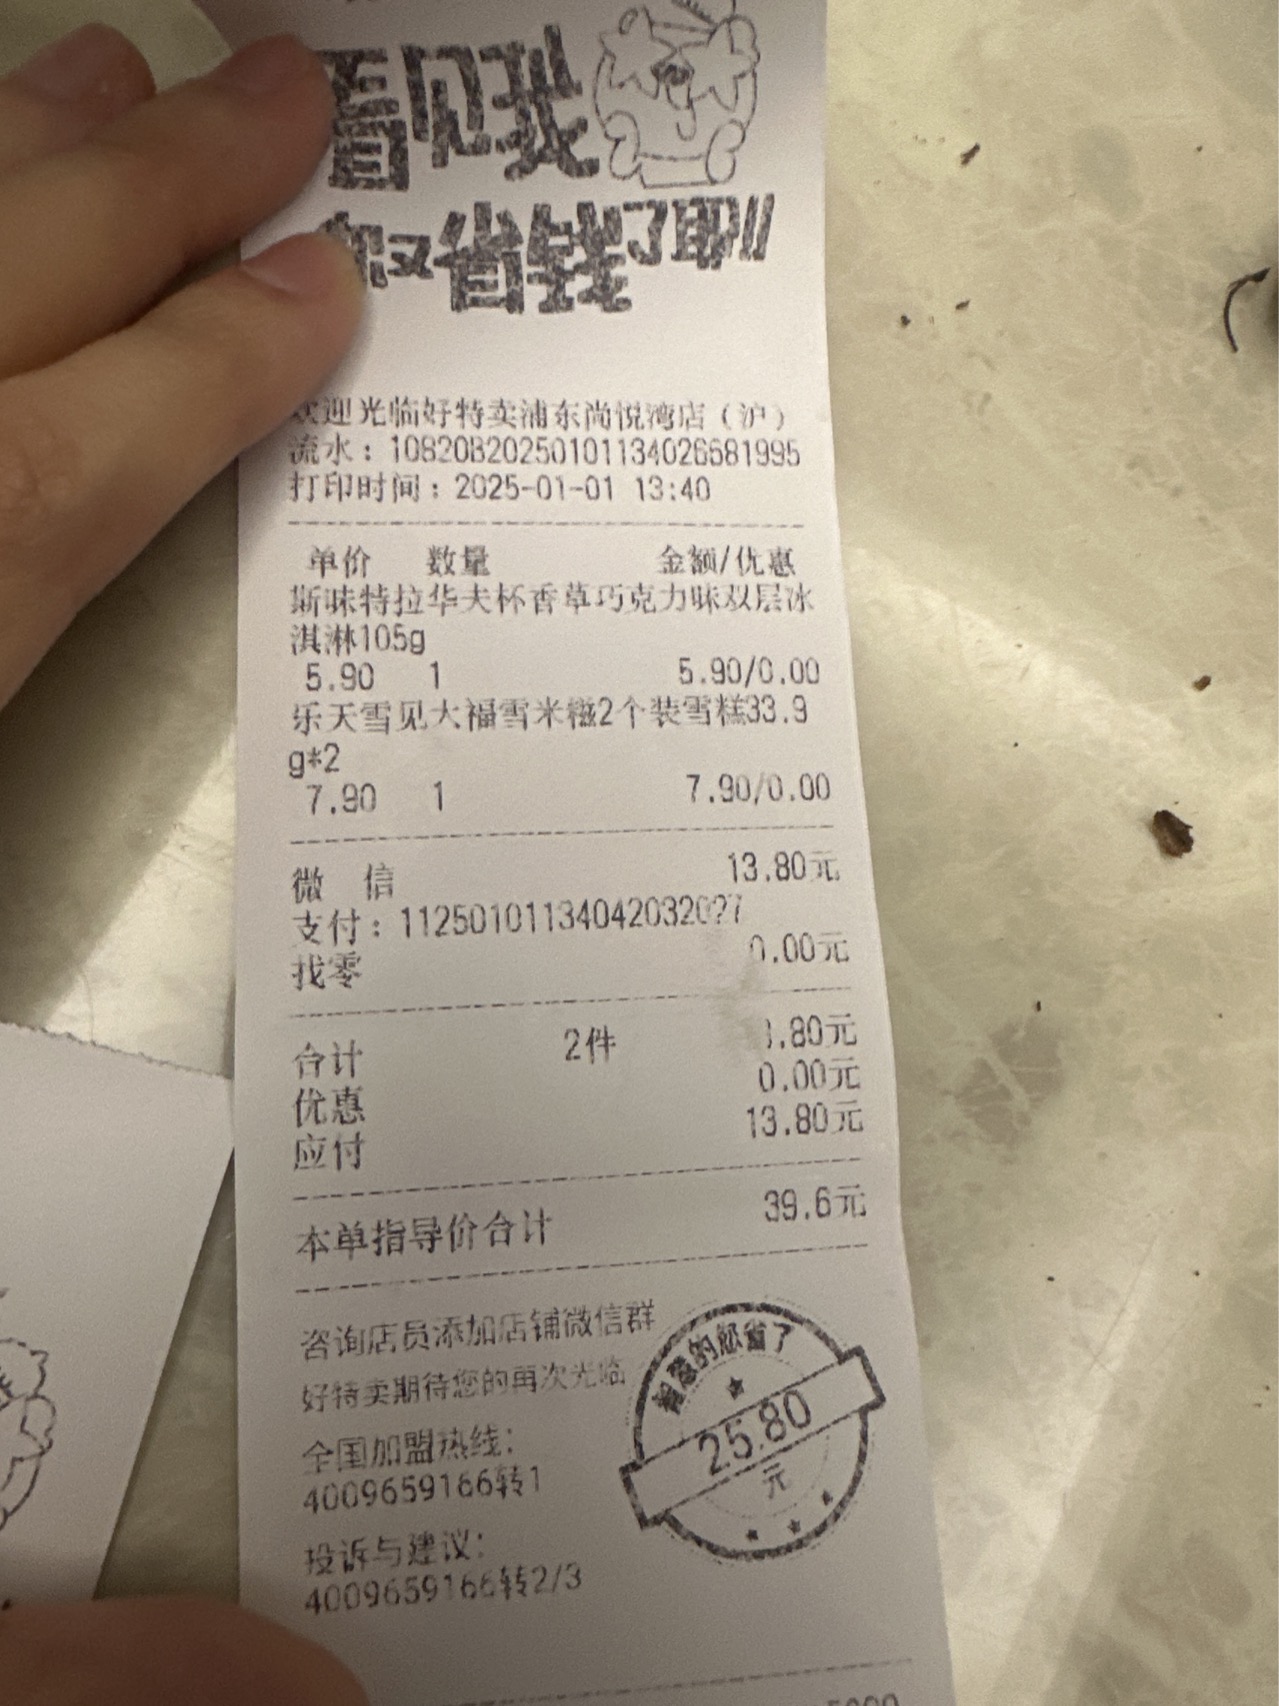 看见我
您又省钱了耶!!
欢迎光临好特卖浦东尚悦湾店（沪）
流水：10820B20250101134026681995
打印时间：2025-01-01 13:40
单价 数量 金额/优惠
斯味特拉华夫杯香草巧克力味双层冰
淇淋105g
5.90 1 5.90/0.00
乐天雪见大福雪米糍2个装雪糕33.9
g*2
7.90 1 7.90/0.00
微 信 13.80元
支付：
找零 0.00元
合计 2件 .80元
优惠 0.00元
应付 13.80元
本单指导价合计 39.6元
咨询店员添加店铺微信群
好特卖期待您的再次光临
全国加盟热线：
4009659166转1
投诉与建议：
4009659166转2/3
的您省了
25.80
元